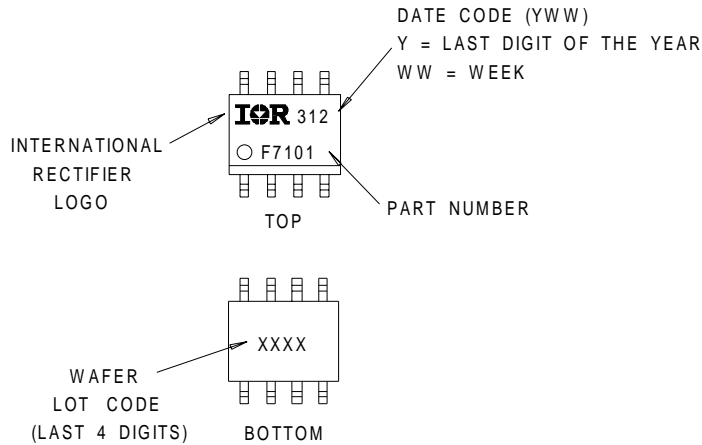 DATE CODE (YWW)
Y = LAST DIGIT OF THE YEAR
WW = WEEK
IOR 312
F7101
INTERNATIONAL
RECTIFIER
LOGO
TOP
PART NUMBER
XXXX
WAFER
LOT CODE
(LAST 4 DIGITS)
BOTTOM